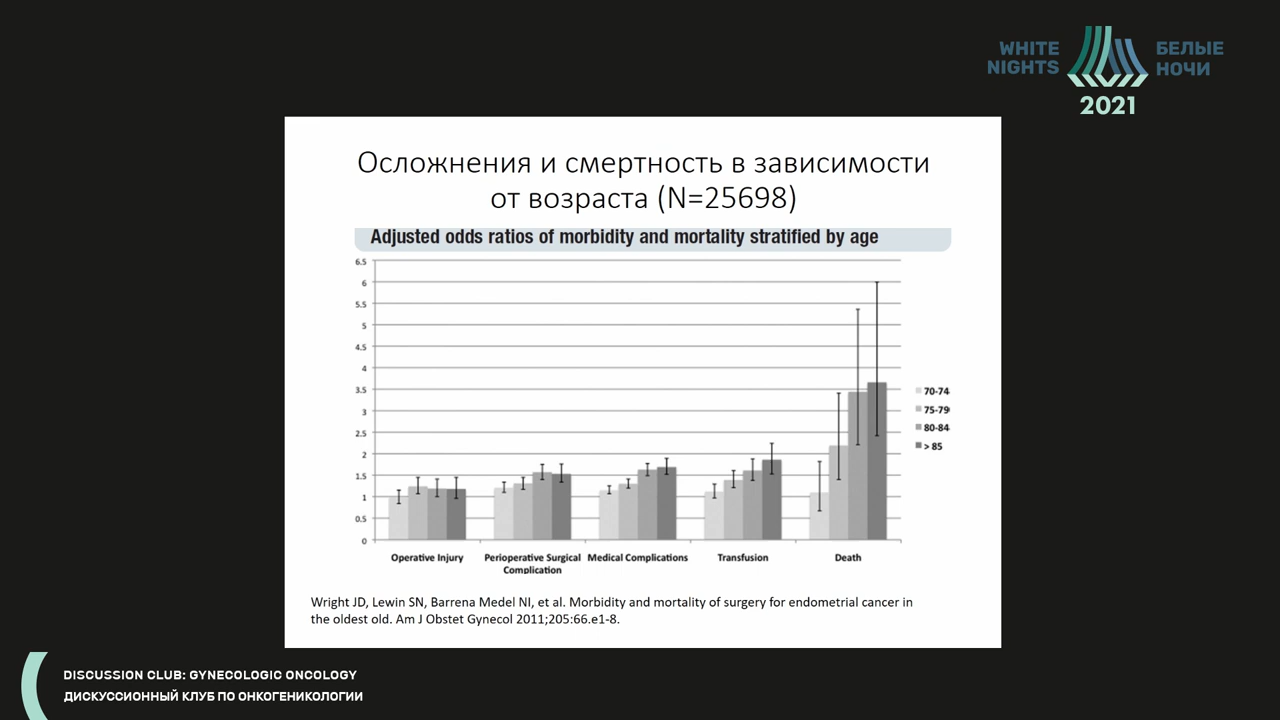 WHITE NIGHTS
БЕЛЫЕ НОЧИ
2021
Осложнения и смертность в зависимости
от возраста (N=25698)
Adjusted odds ratios of morbidity and mortality stratified by age
6.5
6
5.5
5
4.5
4
3.5
3
2.5
2
1.5
1
0.5
0
70-74
75-79
80-84
> 85
Operative Injury
Perioperative Surgical
Complication
Medical Complications
Transfusion
Death
Wright JD, Lewin SN, Barrena Medel NI, et al. Morbidity and mortality of surgery for endometrial cancer in
the oldest old. Am J Obstet Gynecol 2011;205:66.e1-8.
DISCUSSION CLUB: GYNECOLOGIC ONCOLOGY
ДИСКУССИОННЫЙ КЛУБ ПО ОНКОГЕНИКОЛОГИИ